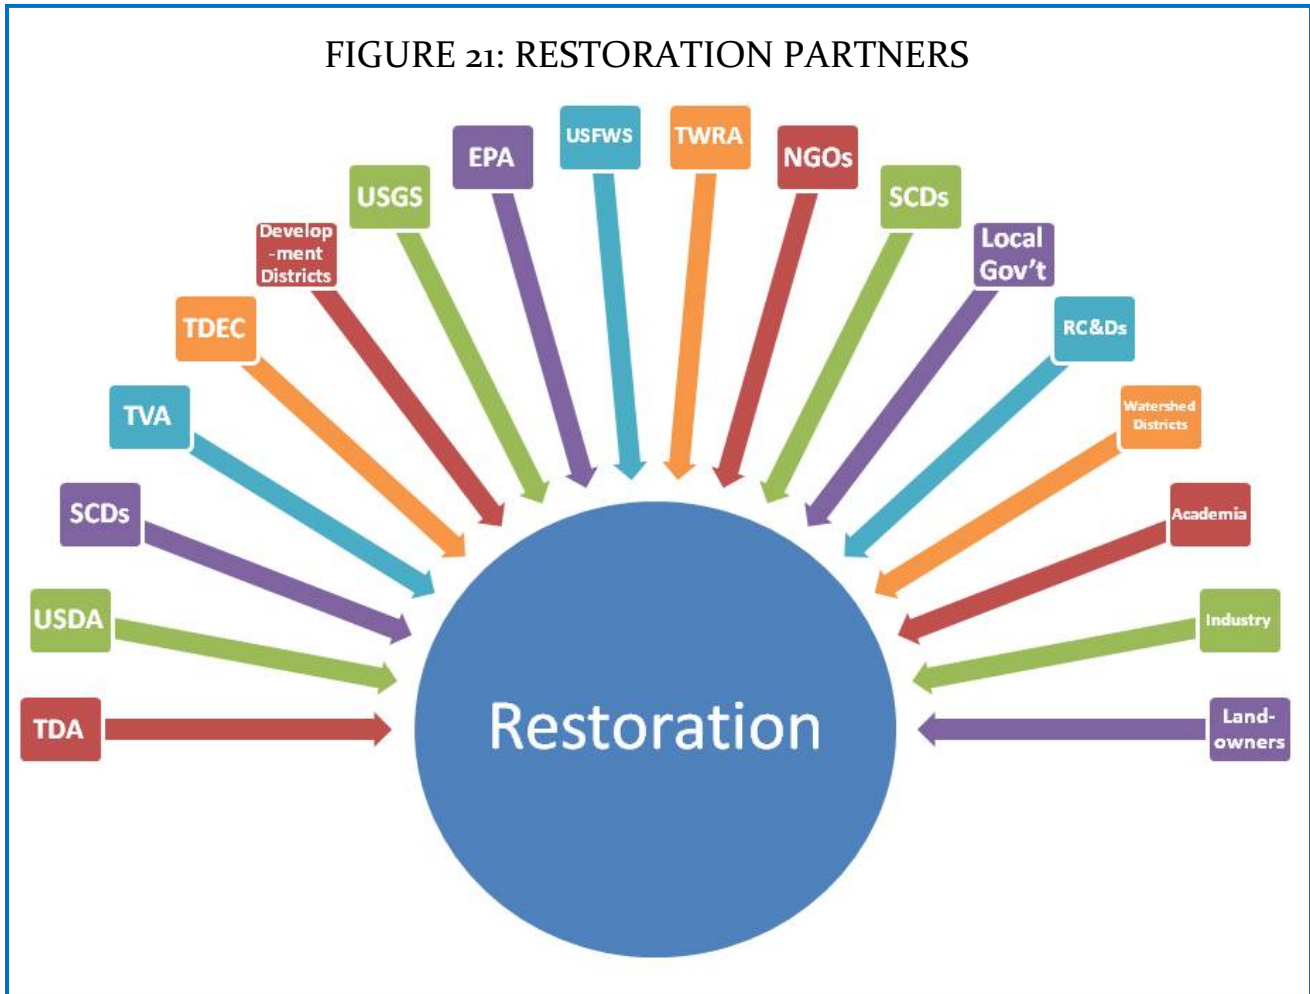 FIGURE 21: RESTORATION PARTNERS
TDA
USDA
SCDs
TVA
TDEC
Develop
-ment
Districts
USGS
EPA
USFWS
TWRA
NGOs
SCDs
Local
Gov’t
RC&Ds
Watershed
Districts
Academia
Industry
Land-
owners
Restoration